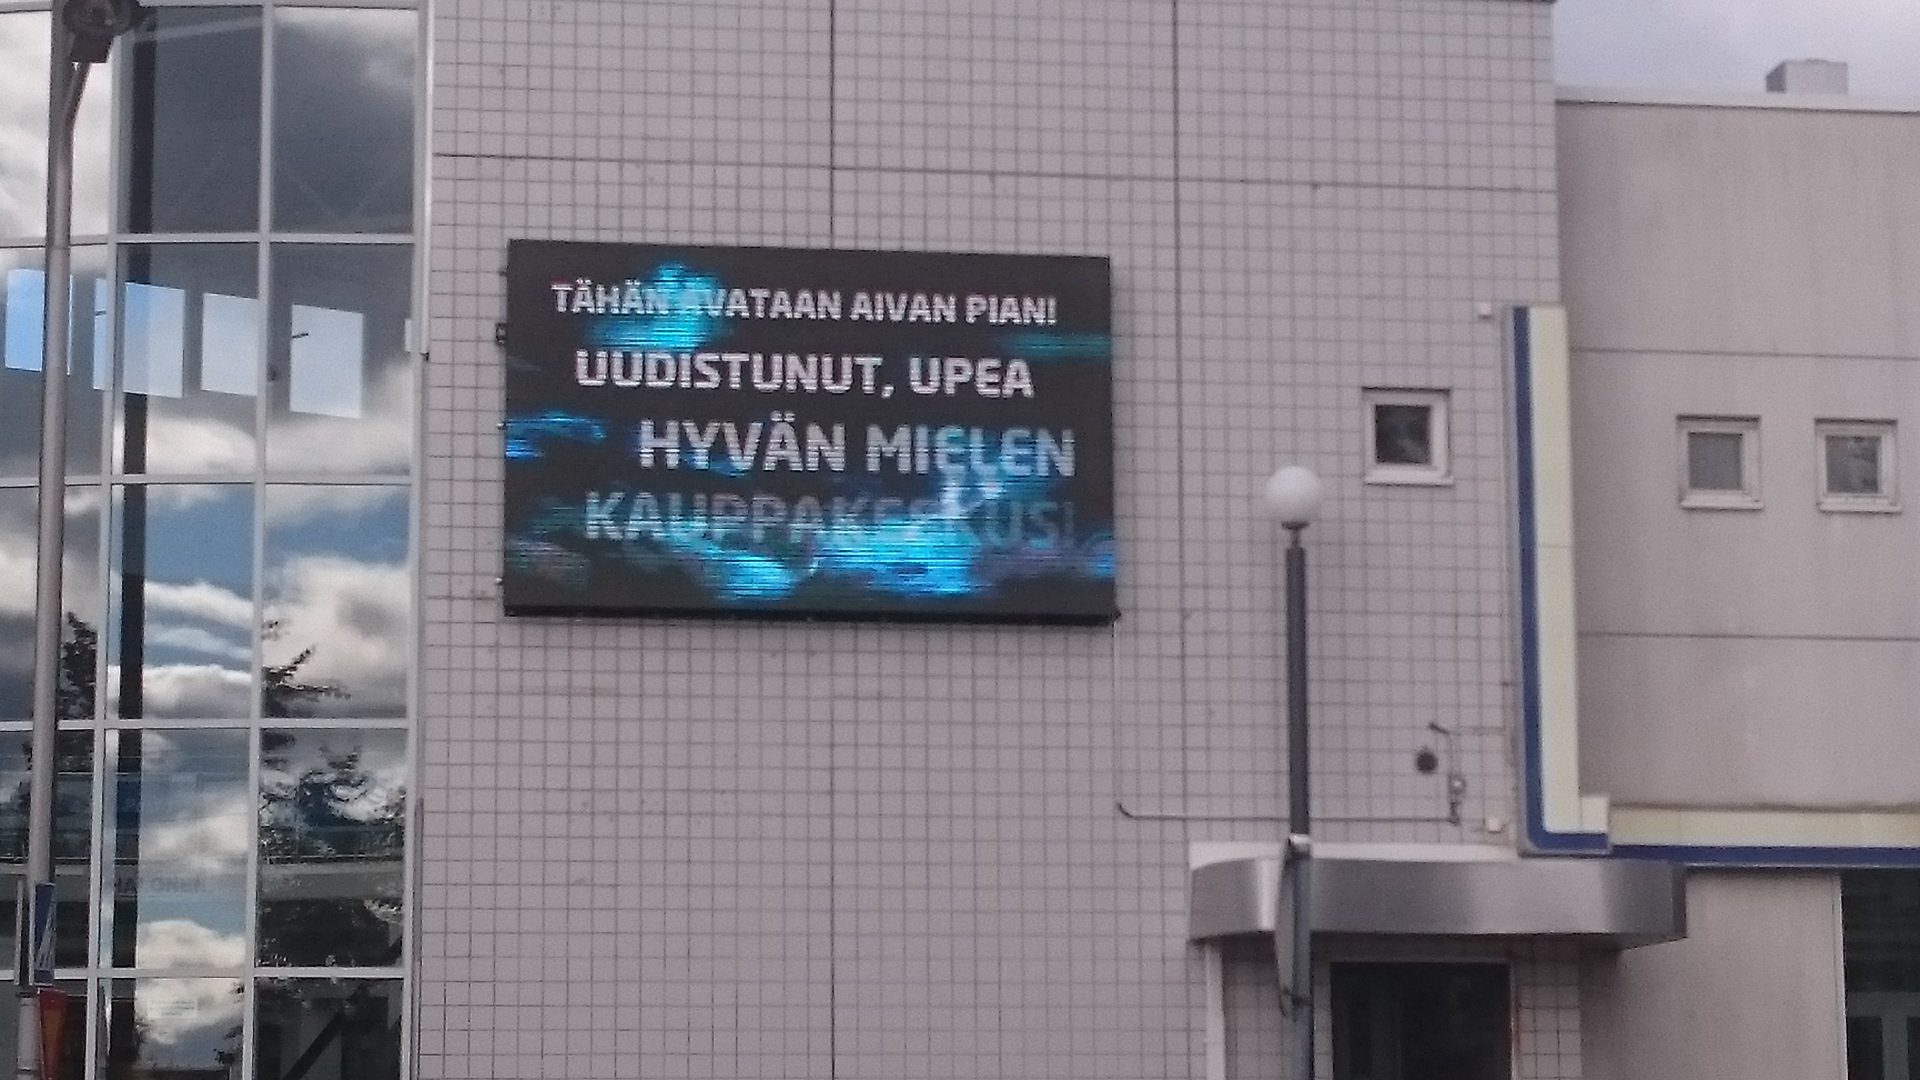 TÄHÄN AVATAAN AIVAN PIAN!
UUDISTUNUT, UPEA
HYVÄN MIELEN
KAUPPAKESKUS!